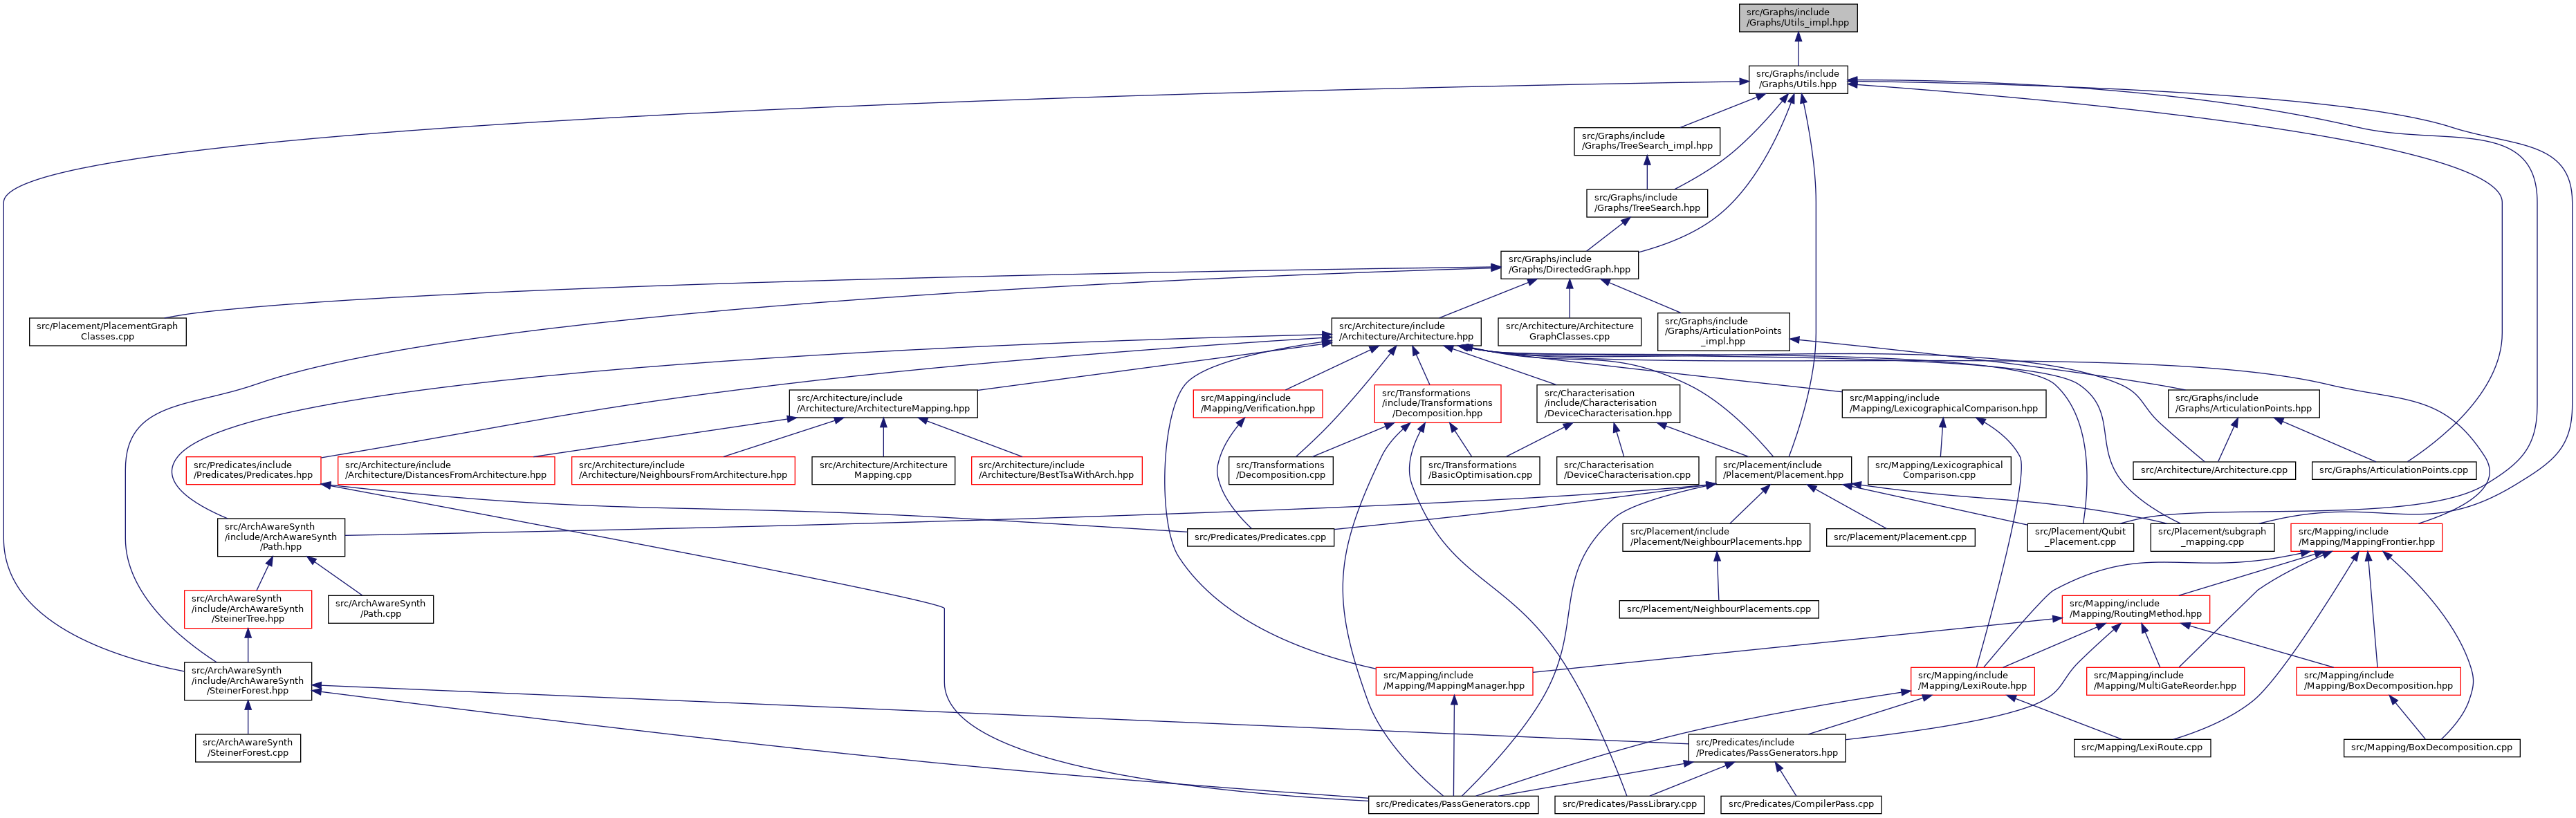 src/Graphs/include
/Graphs/Utils_impl.hpp
src/Graphs/include
/Graphs/Utils.hpp
src/Graphs/include
/Graphs/TreeSearch_impl.hpp
src/Graphs/include
/Graphs/TreeSearch.hpp
src/Graphs/include
/Graphs/DirectedGraph.hpp
src/Placement/PlacementGraph
Classes.cpp
src/Architecture/include
/Architecture/Architecture.hpp
src/Architecture/Architecture
GraphClasses.cpp
src/Graphs/include
/Graphs/ArticulationPoints
_impl.hpp
src/Architecture/include
/Architecture/ArchitectureMapping.hpp
src/Mapping/include
/Mapping/Verification.hpp
src/Transformations
/include/Transformations
/Decomposition.hpp
src/Characterisation
/include/Characterisation
/DeviceCharacterisation.hpp
src/Mapping/include
/Mapping/LexicographicalComparison.hpp
src/Graphs/include
/Graphs/ArticulationPoints.hpp
src/Predicates/include
/Predicates/Predicates.hpp
src/Architecture/include
/Architecture/DistancesFromArchitecture.hpp
src/Architecture/include
/Architecture/NeighboursFromArchitecture.hpp
src/Architecture/Architecture
Mapping.cpp
src/Architecture/include
/Architecture/BestTsaWithArch.hpp
src/Transformations
/Decomposition.cpp
src/Transformations
/BasicOptimisation.cpp
src/Characterisation
/DeviceCharacterisation.cpp
src/Placement/include
/Placement/Placement.hpp
src/Mapping/Lexicographical
Comparison.cpp
src/Architecture/Architecture.cpp
src/Graphs/ArticulationPoints.cpp
src/ArchAwareSynth
/include/ArchAwareSynth
/Path.hpp
src/Predicates/Predicates.cpp
src/Placement/include
/Placement/NeighbourPlacements.hpp
src/Placement/Placement.cpp
src/Placement/Qubit
_Placement.cpp
src/Placement/subgraph
_mapping.cpp
src/Mapping/include
/Mapping/MappingFrontier.hpp
src/ArchAwareSynth
/include/ArchAwareSynth
/SteinerTree.hpp
src/ArchAwareSynth
/Path.cpp
src/Placement/NeighbourPlacements.cpp
src/Mapping/include
/Mapping/RoutingMethod.hpp
src/ArchAwareSynth
/include/ArchAwareSynth
/SteinerForest.hpp
src/Mapping/include
/Mapping/MappingManager.hpp
src/Mapping/include
/Mapping/LexiRoute.hpp
src/Mapping/include
/Mapping/MultiGateReorder.hpp
src/Mapping/include
/Mapping/BoxDecomposition.hpp
src/ArchAwareSynth
/SteinerForest.cpp
src/Predicates/include
/Predicates/PassGenerators.hpp
src/Mapping/LexiRoute.cpp
src/Mapping/BoxDecomposition.cpp
src/Predicates/PassGenerators.cpp
src/Predicates/PassLibrary.cpp
src/Predicates/CompilerPass.cpp